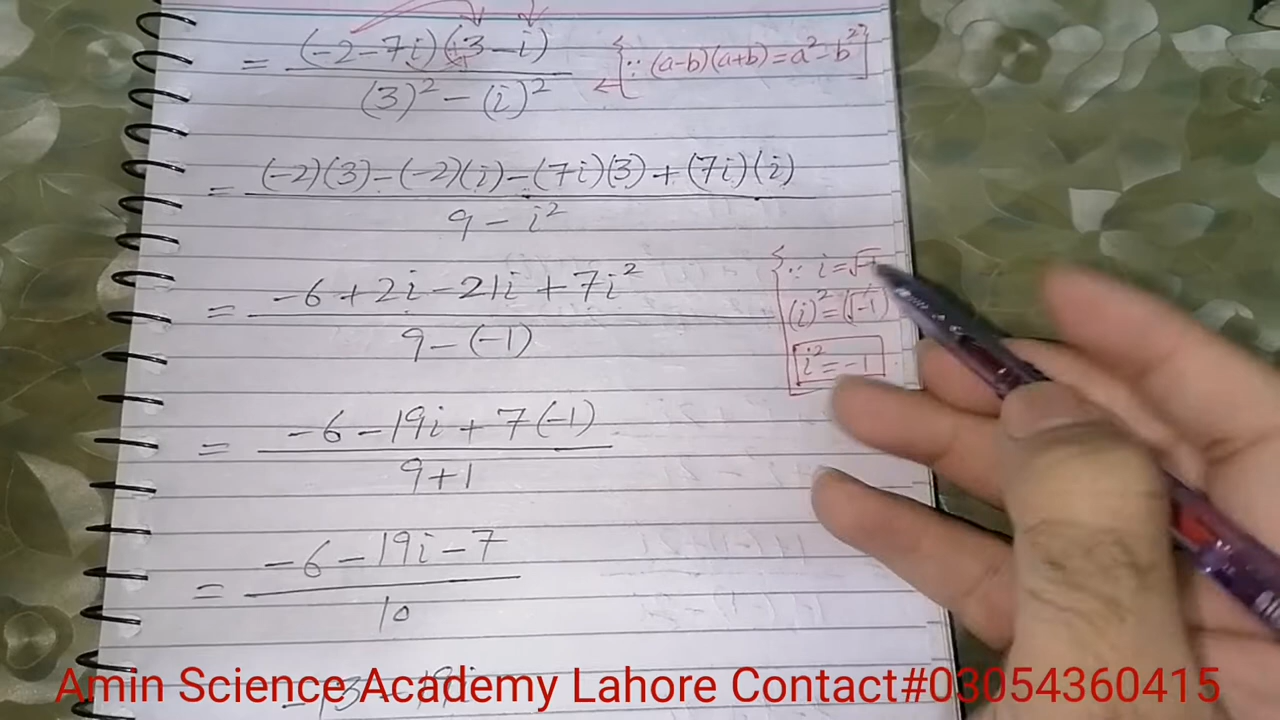 = (-2-7i)(3-i) / (3)² - (i)² {∵ (a-b)(a+b)=a²-b²}
= (-2)(3)-(-2)(i)-(7i)(3)+(7i)(i) / 9 - i²
= -6+2i-21i+7i² / 9-(-1)
{∵ i=√-1
(i)²=(√-1)²
i²=-1
= -6-19i+7(-1) / 9+1
= -6-19i-7 / 10
-13-19i
Amin Science Academy Lahore Contact#03054360415